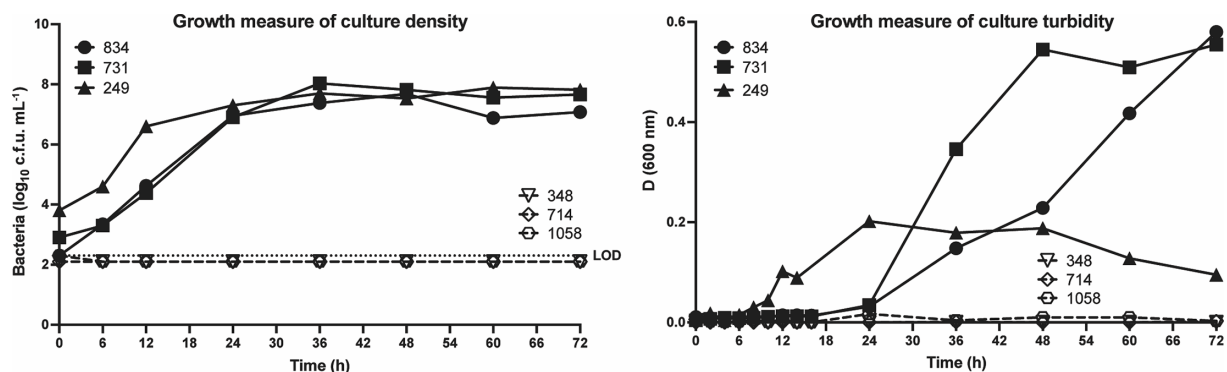 Growth measure of culture density
10
8
6
4
2
0
Bacteria (log10 c.f.u. mL-1)
834
731
249
348
714
1058
LOD
0 6 12 18 24 30 36 42 48 54 60 66 72
Time (h)
Growth measure of culture turbidity
0.6
0.4
0.2
0.0
D (600 nm)
834
731
249
348
714
1058
0 6 12 18 24 30 36 42 48 54 60 66 72
Time (h)